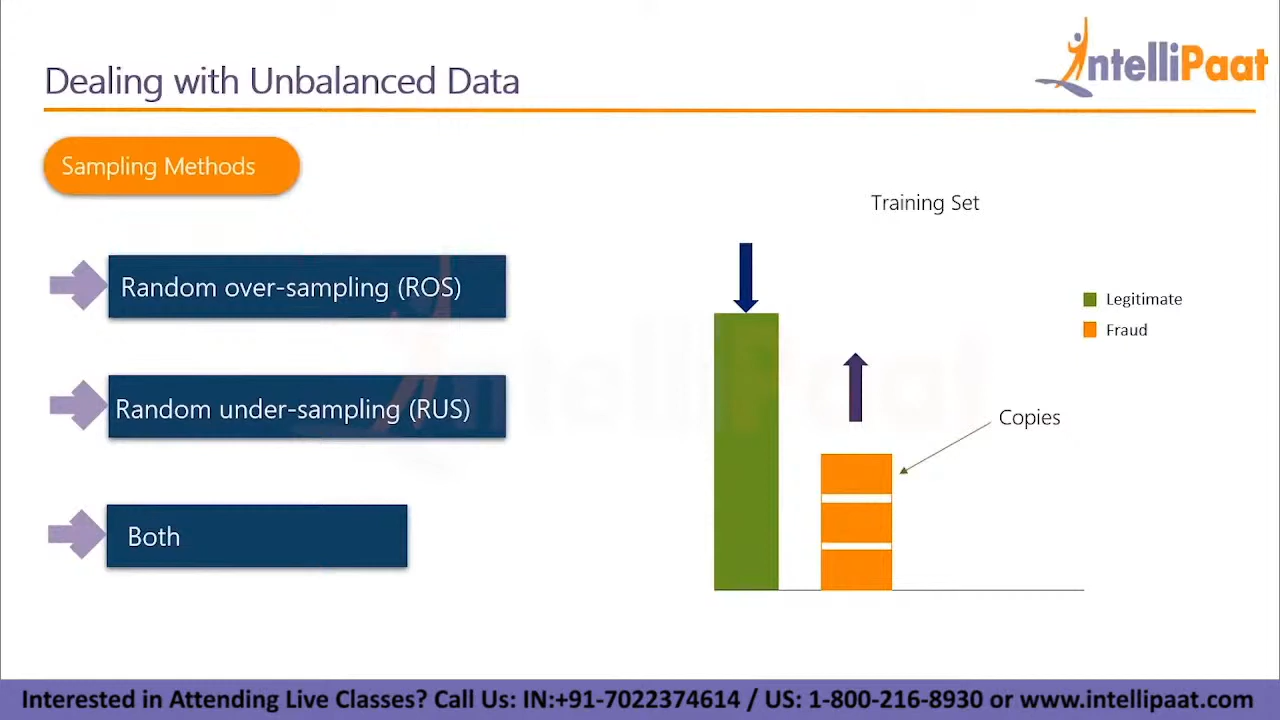 Dealing with Unbalanced Data
IntelliPaat
Sampling Methods
Training Set
Random over-sampling (ROS)
Legitimate
Fraud
Random under-sampling (RUS)
Copies
Both
IntelliPaat
Interested in Attending Live Classes? Call Us: IN:+91-7022374614 / US: 1-800-216-8930 or www.intellipaat.com